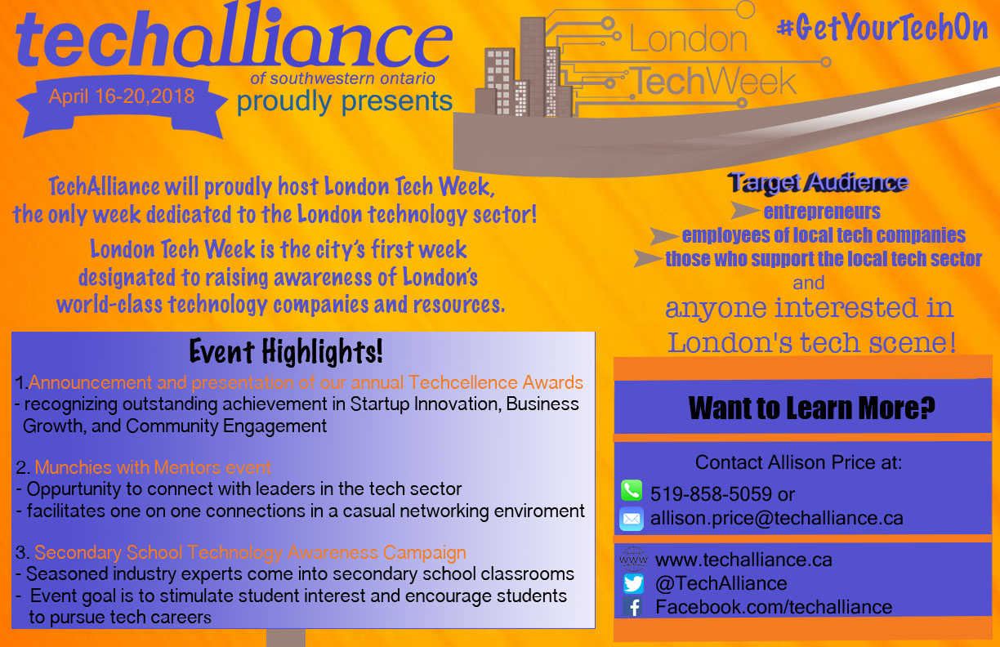 techalliance
of southwestern ontario
proudly presents
April 16-20,2018
London
TechWeek
#GetYourTechOn
TechAlliance will proudly host London Tech Week,
the only week dedicated to the London technology sector!
London Tech Week is the city's first week
designated to raising awareness of London's
world-class technology companies and resources.
Target Audience
entrepreneurs
employees of local tech companies
those who support the local tech sector
and
anyone interested in
London's tech scene!
Event Highlights!
1.Announcement and presentation of our annual Techcellence Awards
- recognizing outstanding achievement in Startup Innovation, Business
Growth, and Community Engagement
2. Munchies with Mentors event
- Oppurtunity to connect with leaders in the tech sector
- facilitates one on one connections in a casual networking enviroment
3. Secondary School Technology Awareness Campaign
- Seasoned industry experts come into secondary school classrooms
- Event goal is to stimulate student interest and encourage students
to pursue tech careers
Want to Learn More?
Contact Allison Price at:
519-858-5059 or
allison.price@techalliance.ca
www www.techalliance.ca
@TechAlliance
f Facebook.com/techalliance